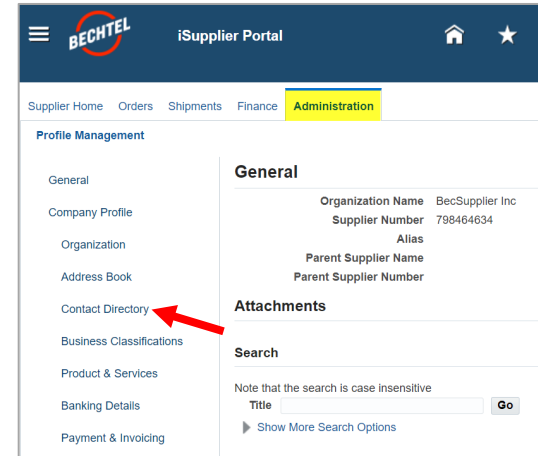 BECHTEL
iSupplier Portal
Supplier Home Orders Shipments Finance Administration
Profile Management
General
Company Profile
Organization
Address Book
Contact Directory
Business Classifications
Product & Services
Banking Details
Payment & Invoicing
General
Organization Name BecSupplier Inc
Supplier Number 798464634
Alias
Parent Supplier Name
Parent Supplier Number
Attachments
Search
Note that the search is case insensitive
Title Go
Show More Search Options